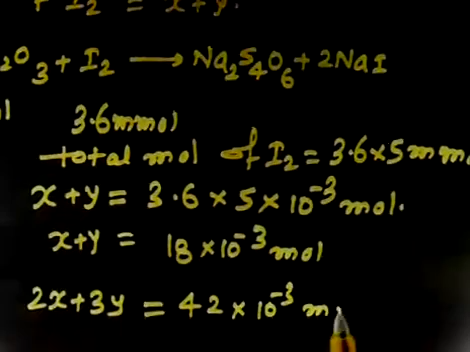 I₂ = x+y.
₂O₃ + I₂ ⟶ Na₂S₄O₆ + 2NaI
3.6mmol
total mol of I₂ = 3.6×5m
x+y = 3.6 × 5 × 10⁻³ mol.
x+y = 18 × 10⁻³ mol
2x+3y = 42 × 10⁻³ m